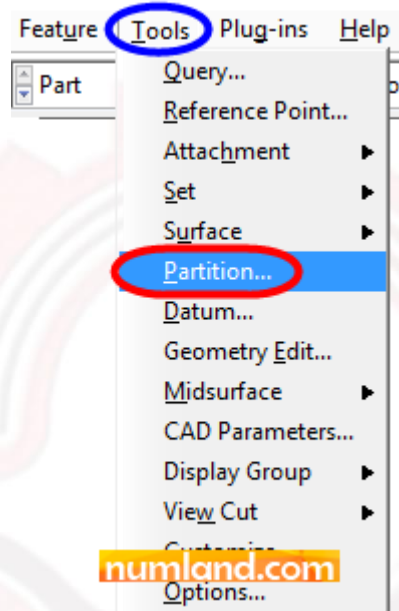 Feature Tools Plug-ins Help
Part
Query...
Reference Point...
Attachment
Set
Surface
Partition...
Datum...
Geometry Edit...
Midsurface
CAD Parameters...
Display Group
View Cut
numland.com
Options...